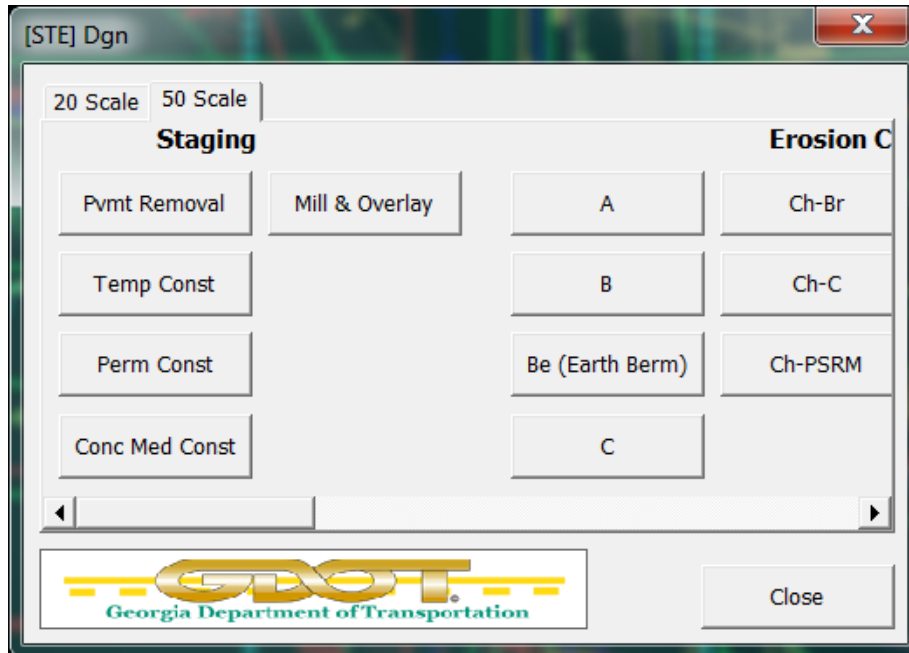 [STE] Dgn
X
20 Scale 50 Scale
Staging Erosion C
Pvmt Removal Mill & Overlay A Ch-Br
Temp Const B Ch-C
Perm Const Be (Earth Berm) Ch-PSRM
Conc Med Const C
GDOT
Georgia Department of Transportation
Close